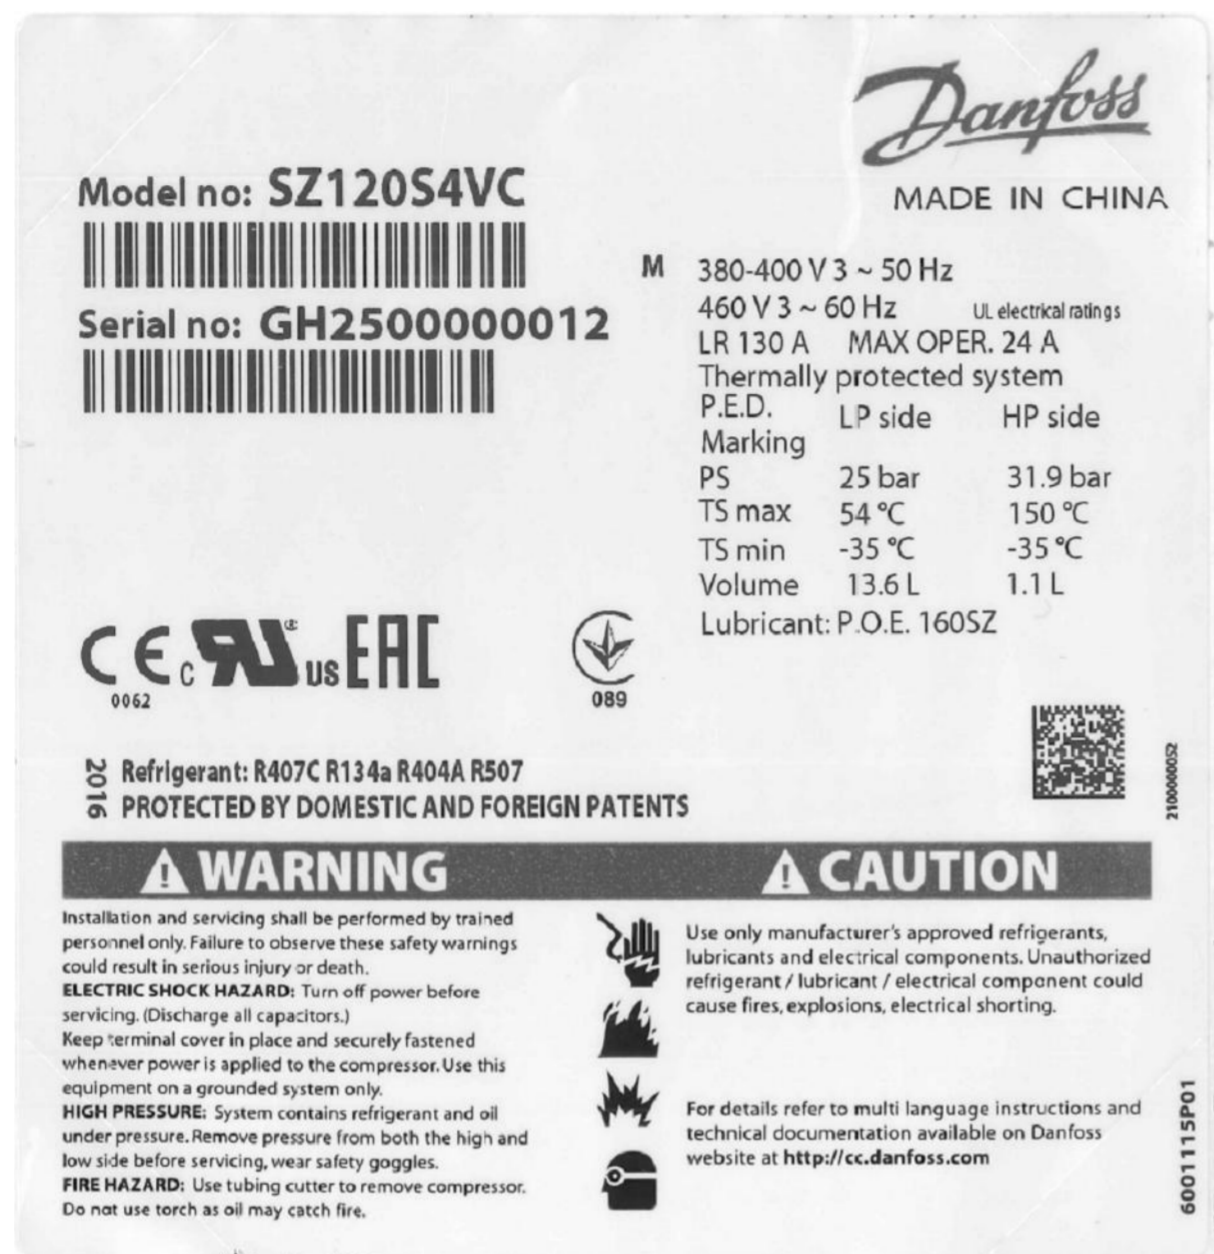 Danfoss
MADE IN CHINA
Model no: SZ120S4VC
Serial no: GH2500000012
M 380-400 V 3 ~ 50 Hz
460 V 3 ~ 60 Hz UL electrical ratings
LR 130 A MAX OPER. 24 A
Thermally protected system
P.E.D. LP side HP side
Marking
PS 25 bar 31.9 bar
TS max 54 °C 150 °C
TS min -35 °C -35 °C
Volume 13.6 L 1.1 L
Lubricant: P.O.E. 160SZ
CE c RU ® US EAC
0062
089
2016
Refrigerant: R407C R134a R404A R507
PROTECTED BY DOMESTIC AND FOREIGN PATENTS
2100000052
WARNING
Installation and servicing shall be performed by trained
personnel only. Failure to observe these safety warnings
could result in serious injury or death.
ELECTRIC SHOCK HAZARD: Turn off power before
servicing. (Discharge all capacitors.)
Keep terminal cover in place and securely fastened
whenever power is applied to the compressor. Use this
equipment on a grounded system only.
HIGH PRESSURE: System contains refrigerant and oil
under pressure. Remove pressure from both the high and
low side before servicing, wear safety goggles.
FIRE HAZARD: Use tubing cutter to remove compressor.
Do not use torch as oil may catch fire.
CAUTION
Use only manufacturer's approved refrigerants,
lubricants and electrical components. Unauthorized
refrigerant / lubricant / electrical component could
cause fires, explosions, electrical shorting.
For details refer to multi language instructions and
technical documentation available on Danfoss
website at http://cc.danfoss.com
6001115P01